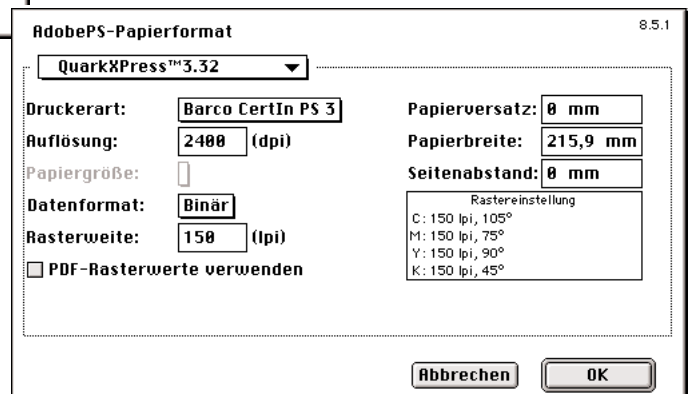 AdobePS-Papierformat
8.5.1
QuarkXPress™3.32
Druckerart: Barco CertIn PS 3
Auflösung: 2400 (dpi)
Papiergröße:
Datenformat: Binär
Rasterweite: 150 (lpi)
PDF-Rasterwerte verwenden
Papierversatz: 0 mm
Papierbreite: 215,9 mm
Seitenabstand: 0 mm
Rastereinstellung
C: 150 lpi, 105°
M: 150 lpi, 75°
Y: 150 lpi, 90°
K: 150 lpi, 45°
Abbrechen
OK